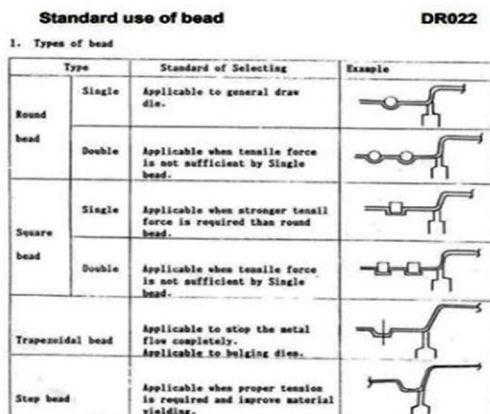 Standard use of bead
DR022
1. Types of bead
Type
Standard of Selecting
Example
Round
bead
Single
Applicable to general draw
die.
Double
Applicable when tensile force
is not sufficient by Single
bead.
Square
bead
Single
Applicable when stronger tensil
force is required than round
bead.
Double
Applicable when tensile force
is not sufficient by Single
bead.
Trapezoidal bead
Applicable to stop the metal
flow completely.
Applicable to bulging dies.
Step bead
Applicable when proper tension
is required and improve material
yielding.